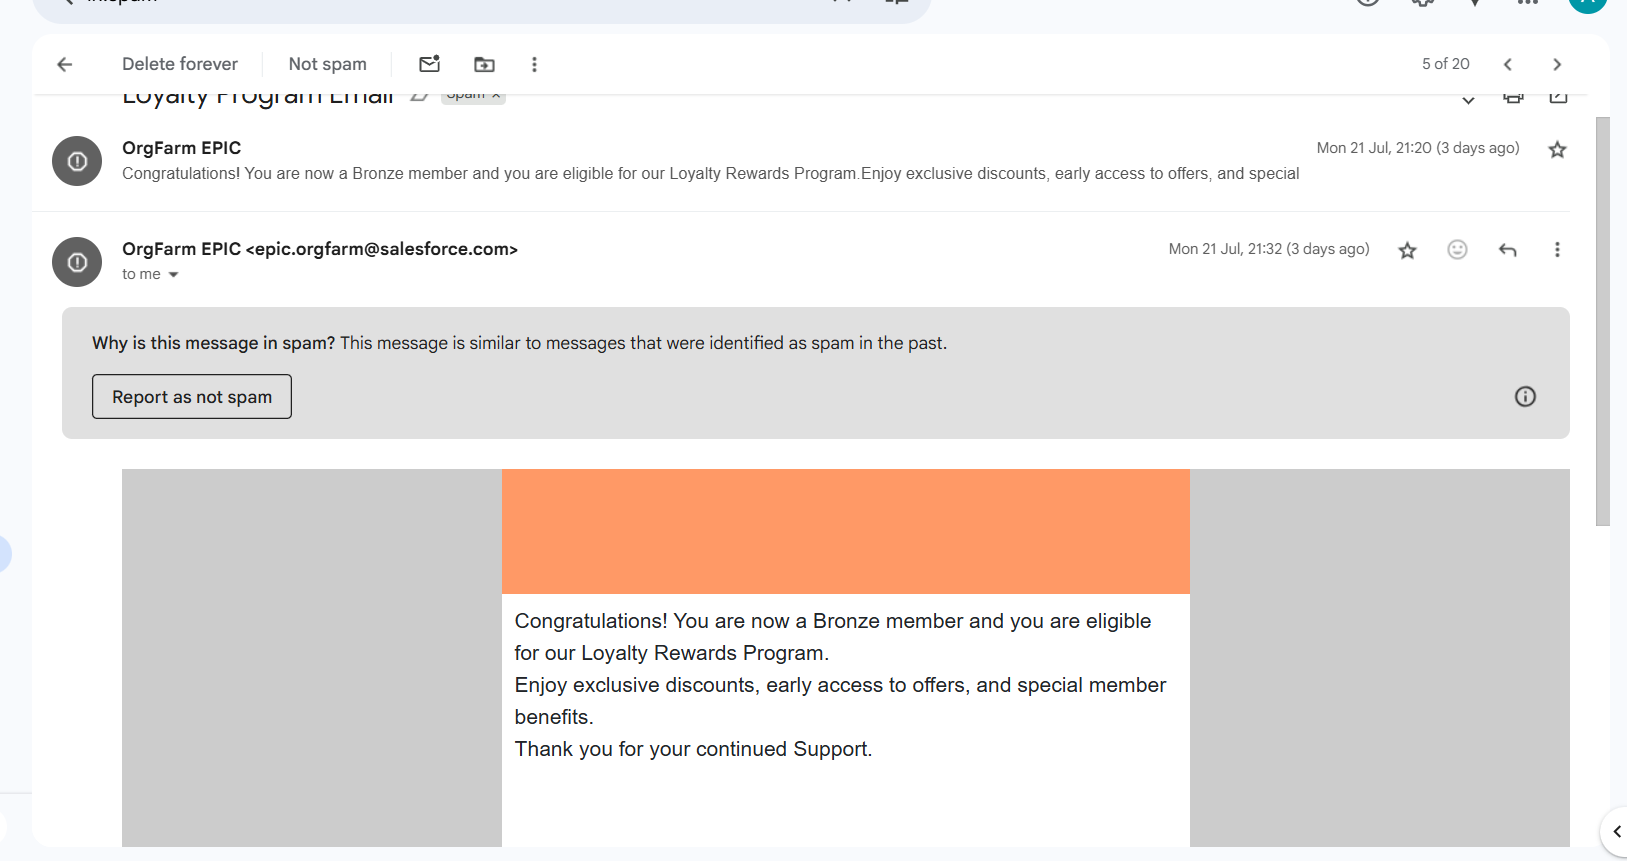 Delete forever
Not spam
5 of 20
Loyalty Program Email
Spam ×
OrgFarm EPIC
Mon 21 Jul, 21:20 (3 days ago)
Congratulations! You are now a Bronze member and you are eligible for our Loyalty Rewards Program.Enjoy exclusive discounts, early access to offers, and special
OrgFarm EPIC <epic.orgfarm@salesforce.com>
Mon 21 Jul, 21:32 (3 days ago)
to me
Why is this message in spam? This message is similar to messages that were identified as spam in the past.
Report as not spam
Congratulations! You are now a Bronze member and you are eligible
for our Loyalty Rewards Program.
Enjoy exclusive discounts, early access to offers, and special member
benefits.
Thank you for your continued Support.